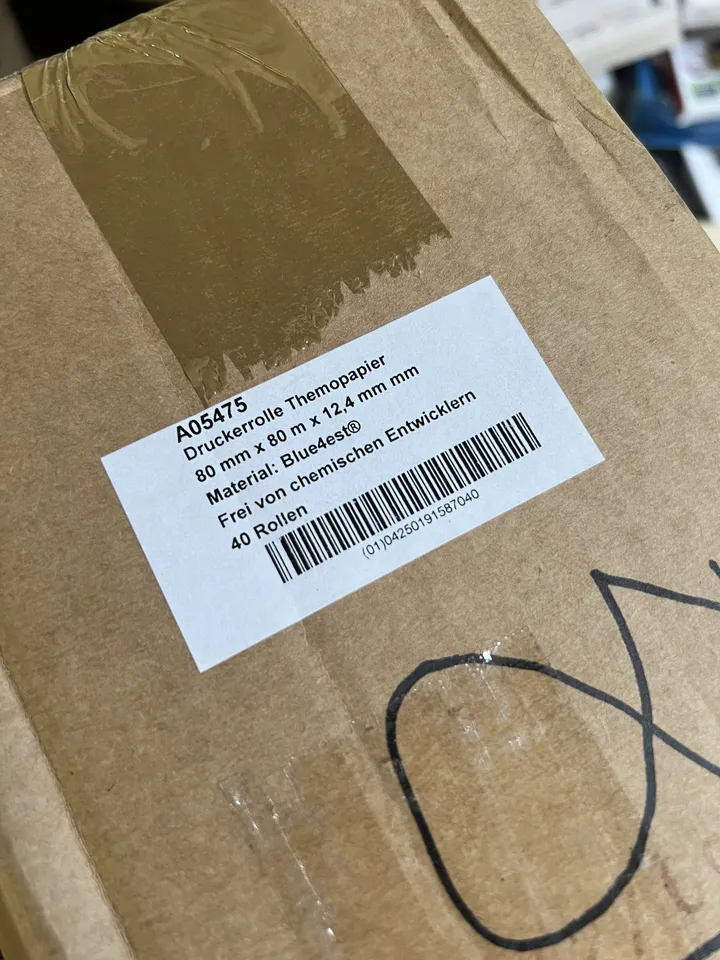 A05475
Druckerrolle Themopapier
80 mm x 80 m x 12,4 mm mm
Material: Blue4est®
Frei von chemischen Entwicklern
40 Rollen
(01)04250191587040